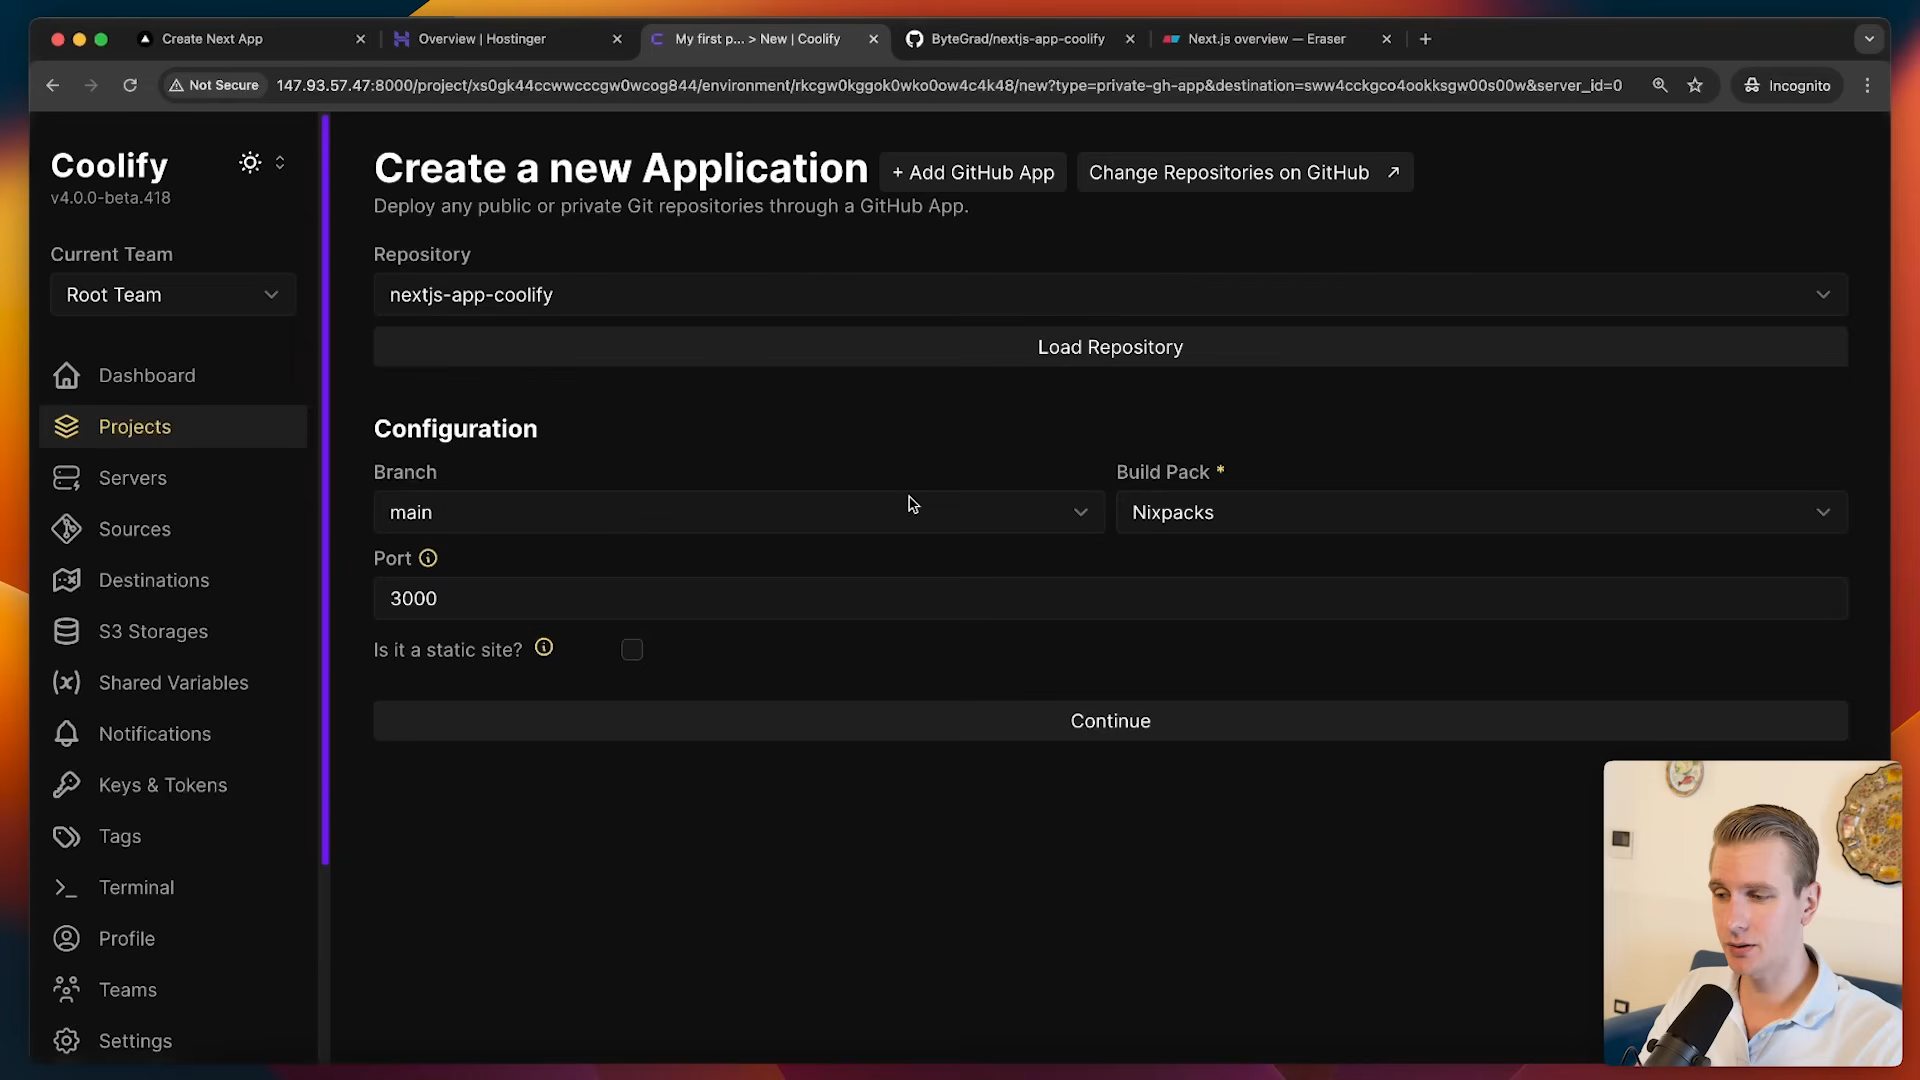 Create Next App
Overview | Hostinger
My first p... > New | Coolify
ByteGrad/nextjs-app-coolify
Next.js overview — Eraser
Not Secure
147.93.57.47:8000/project/xs0gk44ccwwcccgw0wcog844/environment/rkcgw0kggok0wko0ow4c4k48/new?type=private-gh-app&destination=sww4cckgco4ookksgw00s00w&server_id=0
Incognito
Coolify
v4.0.0-beta.418
Current Team
Root Team
Dashboard
Projects
Servers
Sources
Destinations
S3 Storages
Shared Variables
Notifications
Keys & Tokens
Tags
Terminal
Profile
Teams
Settings
Create a new Application
+ Add GitHub App
Change Repositories on GitHub
Deploy any public or private Git repositories through a GitHub App.
Repository
nextjs-app-coolify
Load Repository
Configuration
Branch
Build Pack *
main
Nixpacks
Port
3000
Is it a static site?
Continue